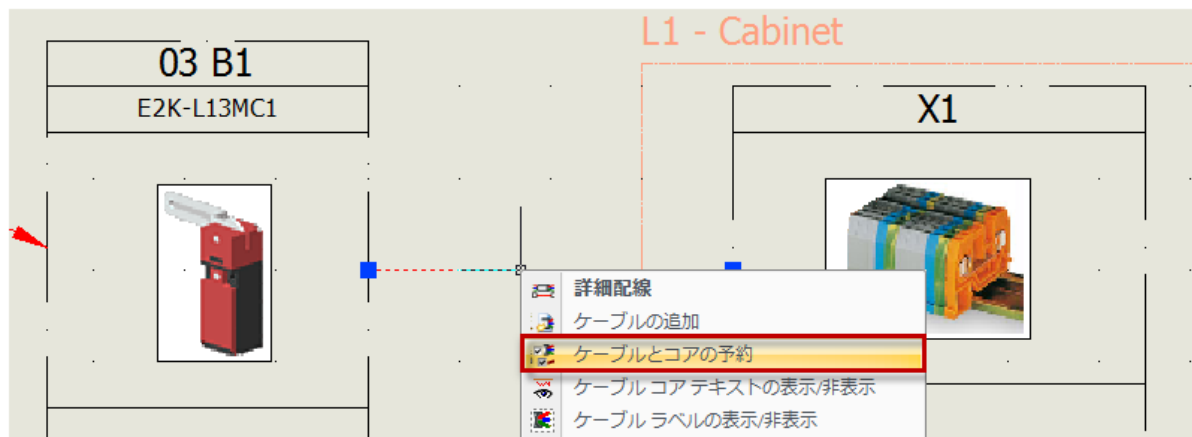 L1 - Cabinet
03 B1
E2K-L13MC1
X1
詳細配線
ケーブルの追加
ケーブルとコアの予約
ケーブル コア テキストの表示/非表示
ケーブル ラベルの表示/非表示